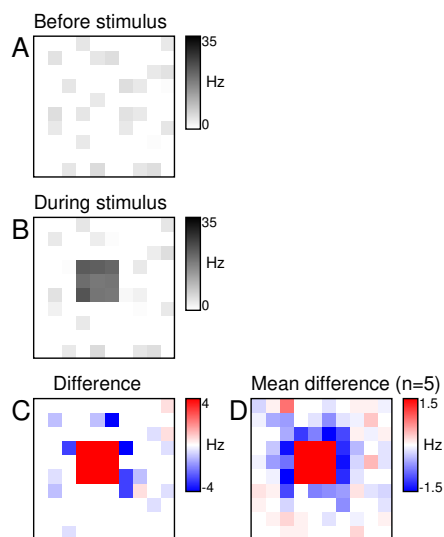 Before stimulus
A
35
Hz
0
During stimulus
B
35
Hz
0
Difference
C
4
Hz
-4
Mean difference (n=5)
D
1.5
Hz
-1.5